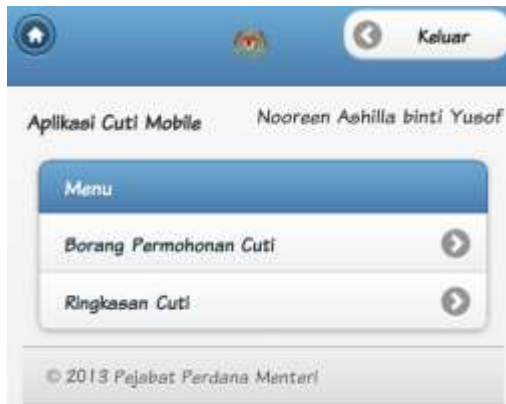 Keluar
Aplikasi Cuti Mobile
Nooreen Ashilla binti Yusof
Menu
Borang Permohonan Cuti
Ringkasan Cuti
© 2013 Pejabat Perdana Menteri